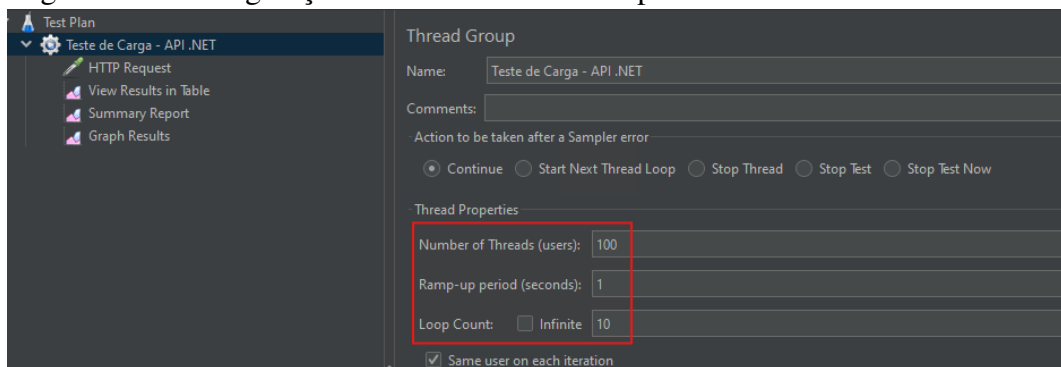 Test Plan
Teste de Carga - API .NET
HTTP Request
View Results in Table
Summary Report
Graph Results
Thread Group
Name: Teste de Carga - API .NET
Comments:
Action to be taken after a Sampler error
Continue Start Next Thread Loop Stop Thread Stop Test Stop Test Now
Thread Properties
Number of Threads (users): 100
Ramp-up period (seconds): 1
Loop Count: Infinite 10
Same user on each iteration